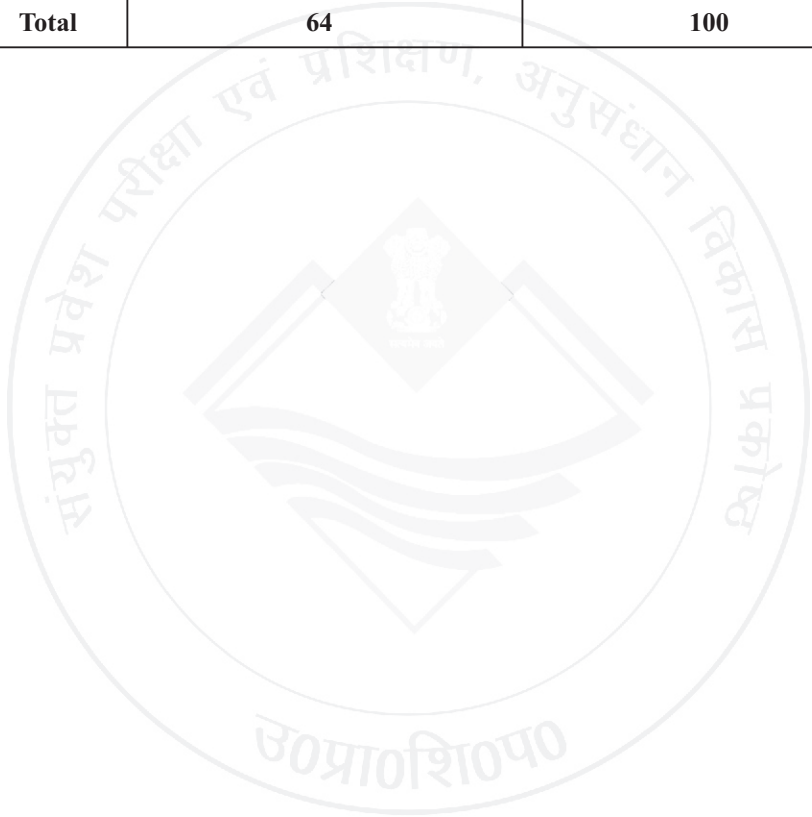 Total 64 100
संयुक्त प्रवेश परीक्षा एवं प्रशिक्षण, अनुसंधान विकास प्रकोष्ठ
उ०प्रा०शि०प०